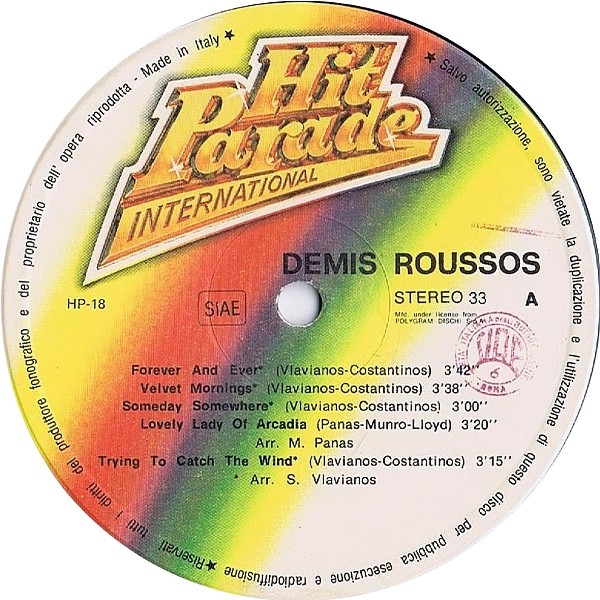 Hit
Parade
INTERNATIONAL
DEMIS ROUSSOS
HP-18
SIAE
STEREO 33 A
Mfd. under license from
POLYGRAM DISCHI S.p.A.
Forever And Ever* (Vlavianos-Costantinos) 3'42''
Velvet Mornings* (Vlavianos-Costantinos) 3'38''
Someday Somewhere* (Vlavianos-Costantinos) 3'00''
Lovely Lady Of Arcadia (Panas-Munro-Lloyd) 3'20''
Arr. M. Panas
Trying To Catch The Wind* (Vlavianos-Costantinos) 3'15''
* Arr. S. Vlavianos
6
ROMA
★ Riservati tutti i diritti del produttore fonografico e del proprietario dell'opera riprodotta - Made in Italy ★
★ Salvo autorizzazione, sono vietate la duplicazione e l'utilizzazione di questo disco per pubblica esecuzione e radiodiffusione